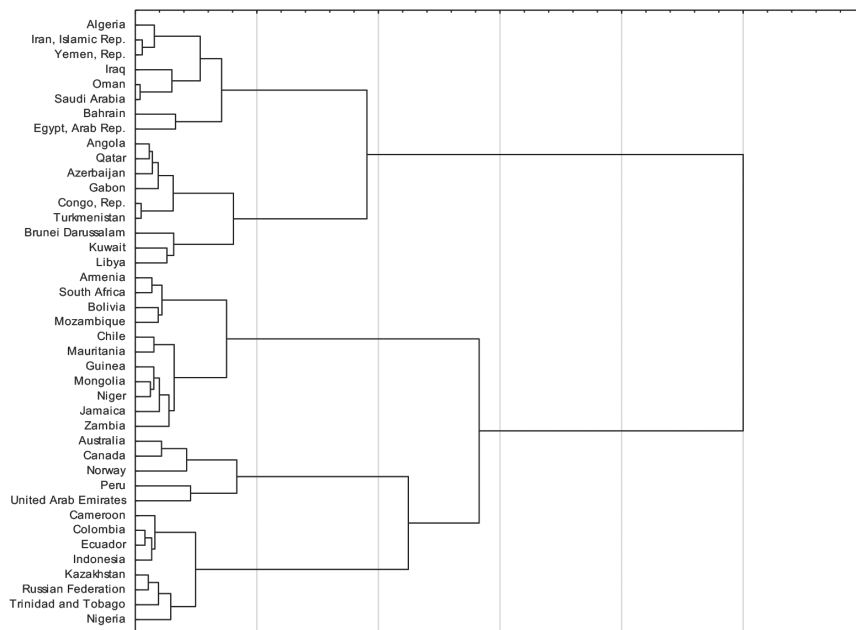 Algeria
Iran, Islamic Rep.
Yemen, Rep.
Iraq
Oman
Saudi Arabia
Bahrain
Egypt, Arab Rep.
Angola
Qatar
Azerbaijan
Gabon
Congo, Rep.
Turkmenistan
Brunei Darussalam
Kuwait
Libya
Armenia
South Africa
Bolivia
Mozambique
Chile
Mauritania
Guinea
Mongolia
Niger
Jamaica
Zambia
Australia
Canada
Norway
Peru
United Arab Emirates
Cameroon
Colombia
Ecuador
Indonesia
Kazakhstan
Russian Federation
Trinidad and Tobago
Nigeria